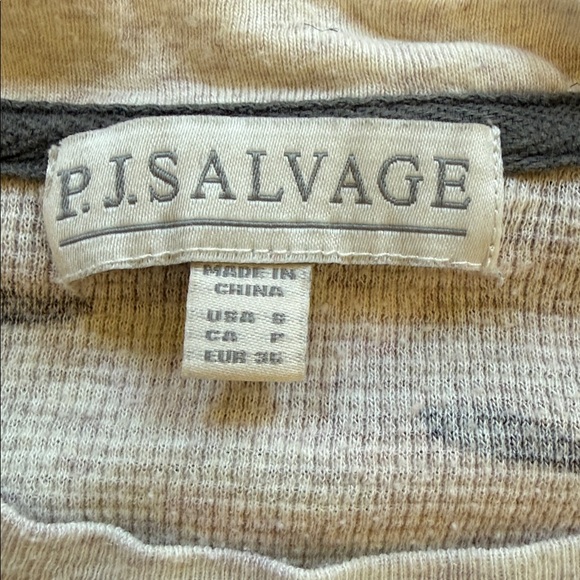 P.J.SALVAGE
MADE IN
CHINA
USA S
CA P
EUR 36